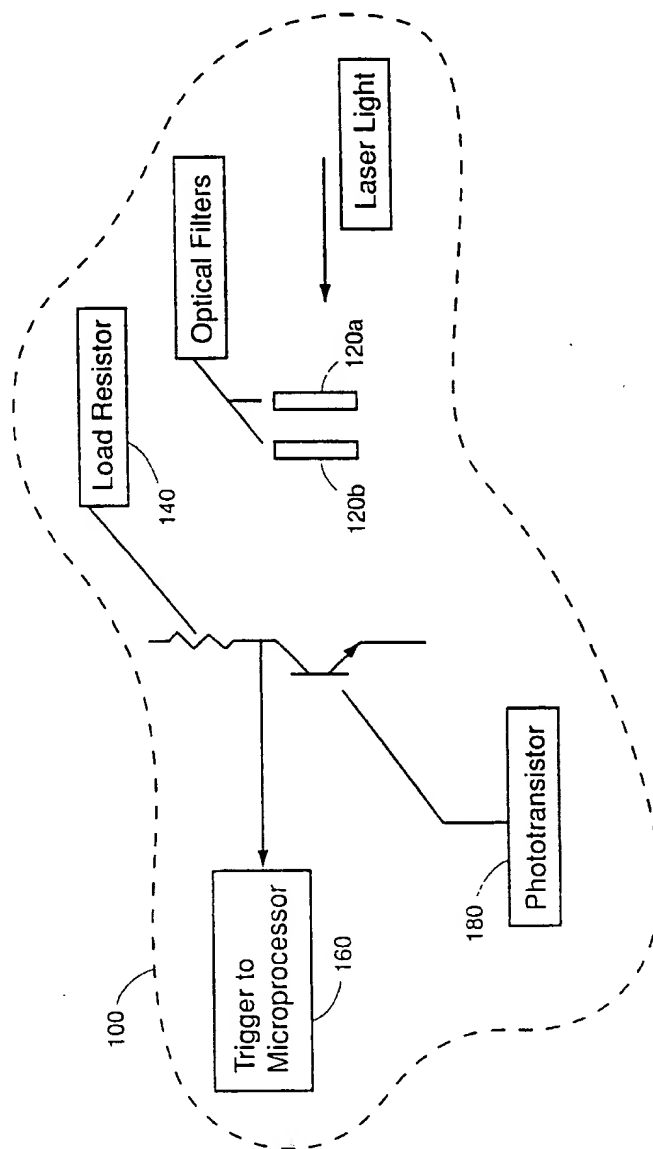 100
Trigger to
Microprocessor
160
Load Resistor
140
Optical Filters
120a
120b
Laser Light
Phototransistor
180